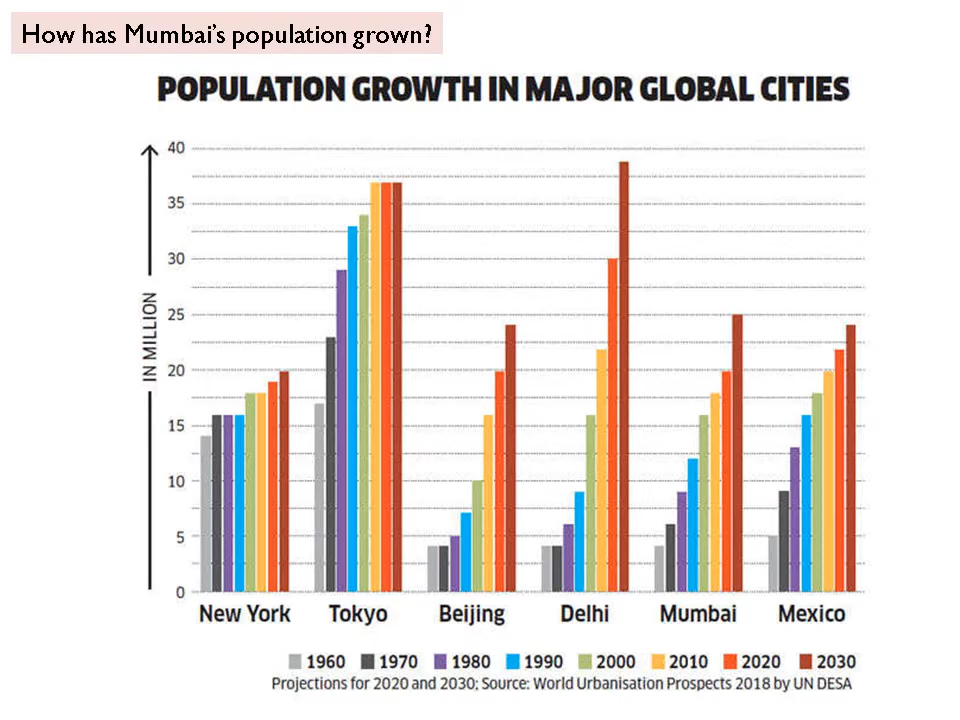 How has Mumbai's population grown?
POPULATION GROWTH IN MAJOR GLOBAL CITIES
IN MILLION
40
35
30
25
20
15
10
5
0
New York Tokyo Beijing Delhi Mumbai Mexico
1960 1970 1980 1990 2000 2010 2020 2030
Projections for 2020 and 2030; Source: World Urbanisation Prospects 2018 by UN DESA